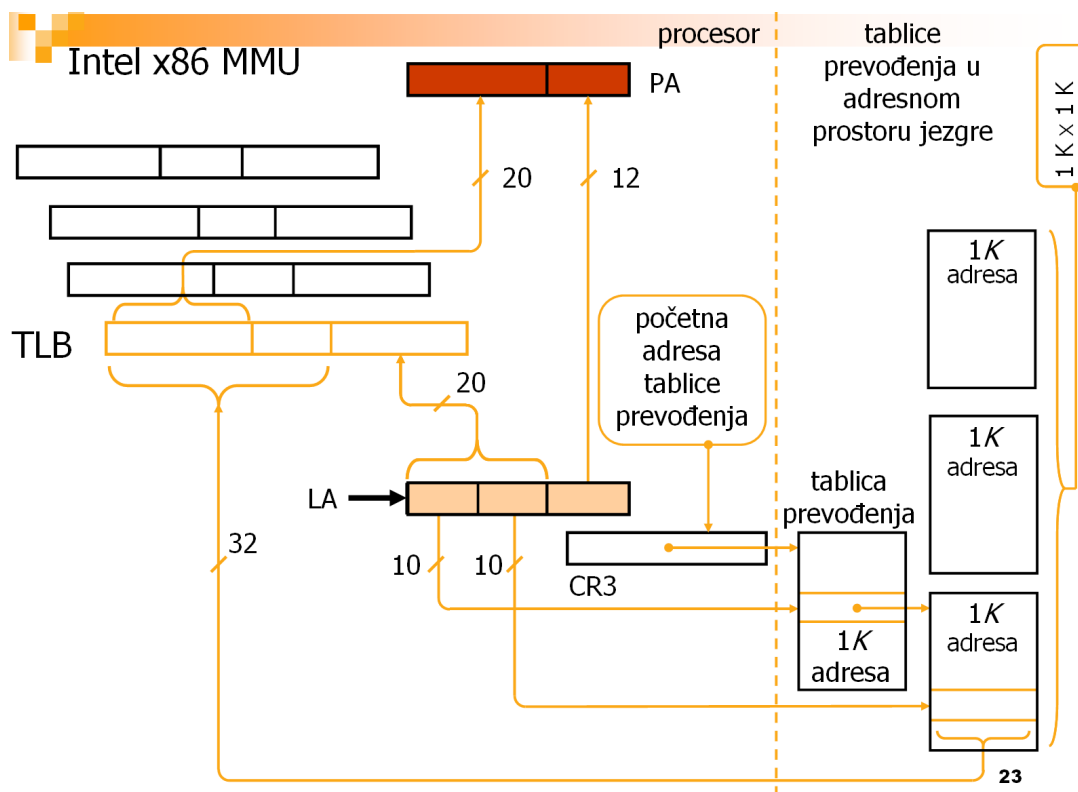 Intel x86 MMU
procesor
tablice
prevođenja u
adresnom
prostoru jezgre
1 K x 1 K
PA
20
12
TLB
20
početna
adresa
tablice
prevođenja
1K
adresa
1K
adresa
LA
32
10
10
CR3
tablica
prevođenja
1K
adresa
1K
adresa
23